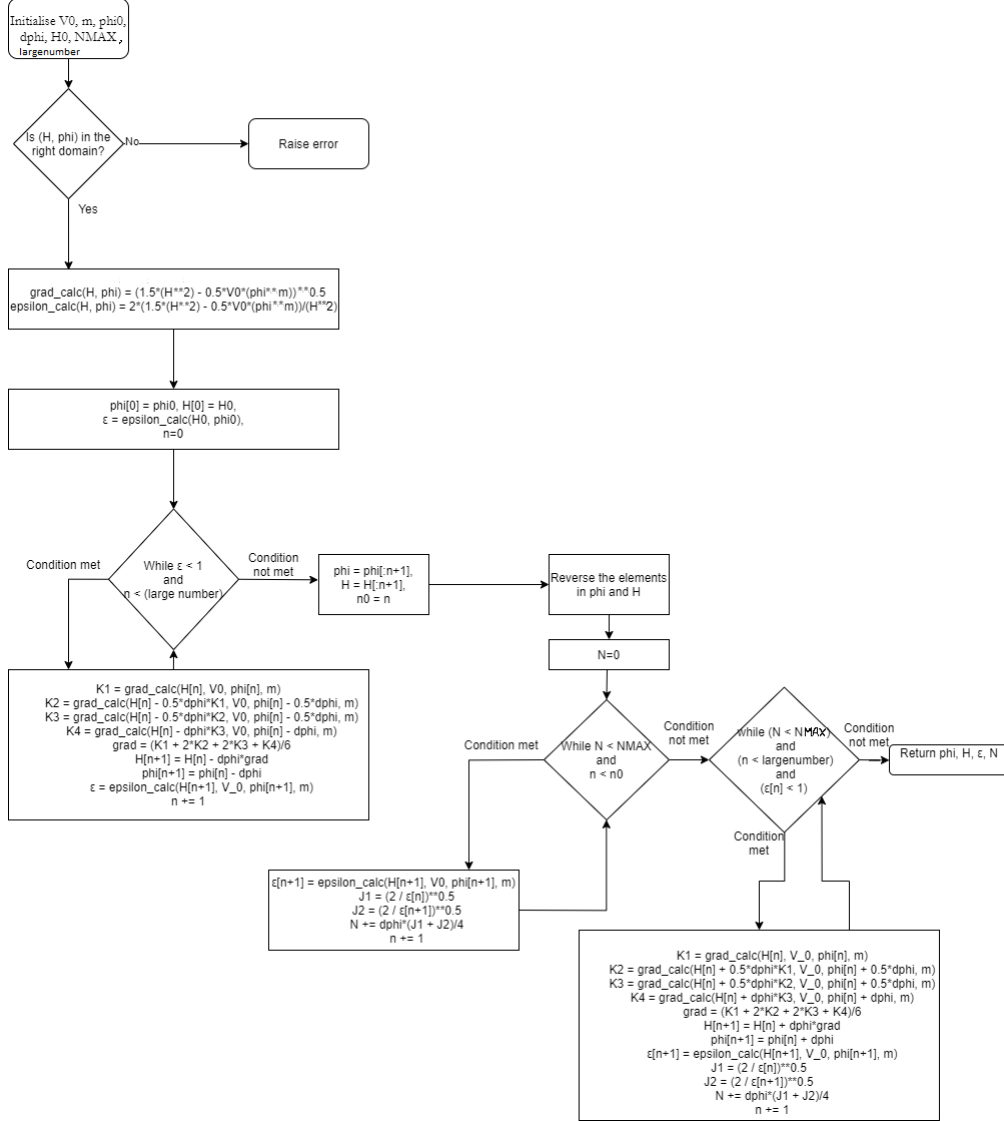 Initialise V0, m, phi0,
dphi, H0, NMAX ,
largenumber
Is (H, phi) in the
right domain?
No
Raise error
Yes
grad_calc(H, phi) = (1.5*(H**2) - 0.5*V0*(phi**m))**0.5
epsilon_calc(H, phi) = 2*(1.5*(H**2) - 0.5*V0*(phi**m))/(H**2)
phi[0] = phi0, H[0] = H0,
ε = epsilon_calc(H0, phi0),
n=0
While ε < 1
and
n < (large number)
Condition met
Condition
not met
phi = phi[:n+1],
H = H[:n+1],
n0 = n
Reverse the elements
in phi and H
N=0
K1 = grad_calc(H[n], V0, phi[n], m)
K2 = grad_calc(H[n] - 0.5*dphi*K1, V0, phi[n] - 0.5*dphi, m)
K3 = grad_calc(H[n] - 0.5*dphi*K2, V0, phi[n] - 0.5*dphi, m)
K4 = grad_calc(H[n] - dphi*K3, V0, phi[n] - dphi, m)
grad = (K1 + 2*K2 + 2*K3 + K4)/6
H[n+1] = H[n] - dphi*grad
phi[n+1] = phi[n] - dphi
ε = epsilon_calc(H[n+1], V_0, phi[n+1], m)
n += 1
While N < NMAX
and
n < n0
Condition met
Condition
not met
while (N < NMAX)
and
(n < largenumber)
and
(ε[n] < 1)
Condition
not met
Return phi, H, ε, N
Condition
met
ε[n+1] = epsilon_calc(H[n+1], V0, phi[n+1], m)
J1 = (2 / ε[n])**0.5
J2 = (2 / ε[n+1])**0.5
N += dphi*(J1 + J2)/4
n += 1
K1 = grad_calc(H[n], V_0, phi[n], m)
K2 = grad_calc(H[n] + 0.5*dphi*K1, V_0, phi[n] + 0.5*dphi, m)
K3 = grad_calc(H[n] + 0.5*dphi*K2, V_0, phi[n] + 0.5*dphi, m)
K4 = grad_calc(H[n] + dphi*K3, V_0, phi[n] + dphi, m)
grad = (K1 + 2*K2 + 2*K3 + K4)/6
H[n+1] = H[n] + dphi*grad
phi[n+1] = phi[n] + dphi
ε[n+1] = epsilon_calc(H[n+1], V_0, phi[n+1], m)
J1 = (2 / ε[n])**0.5
J2 = (2 / ε[n+1])**0.5
N += dphi*(J1 + J2)/4
n += 1